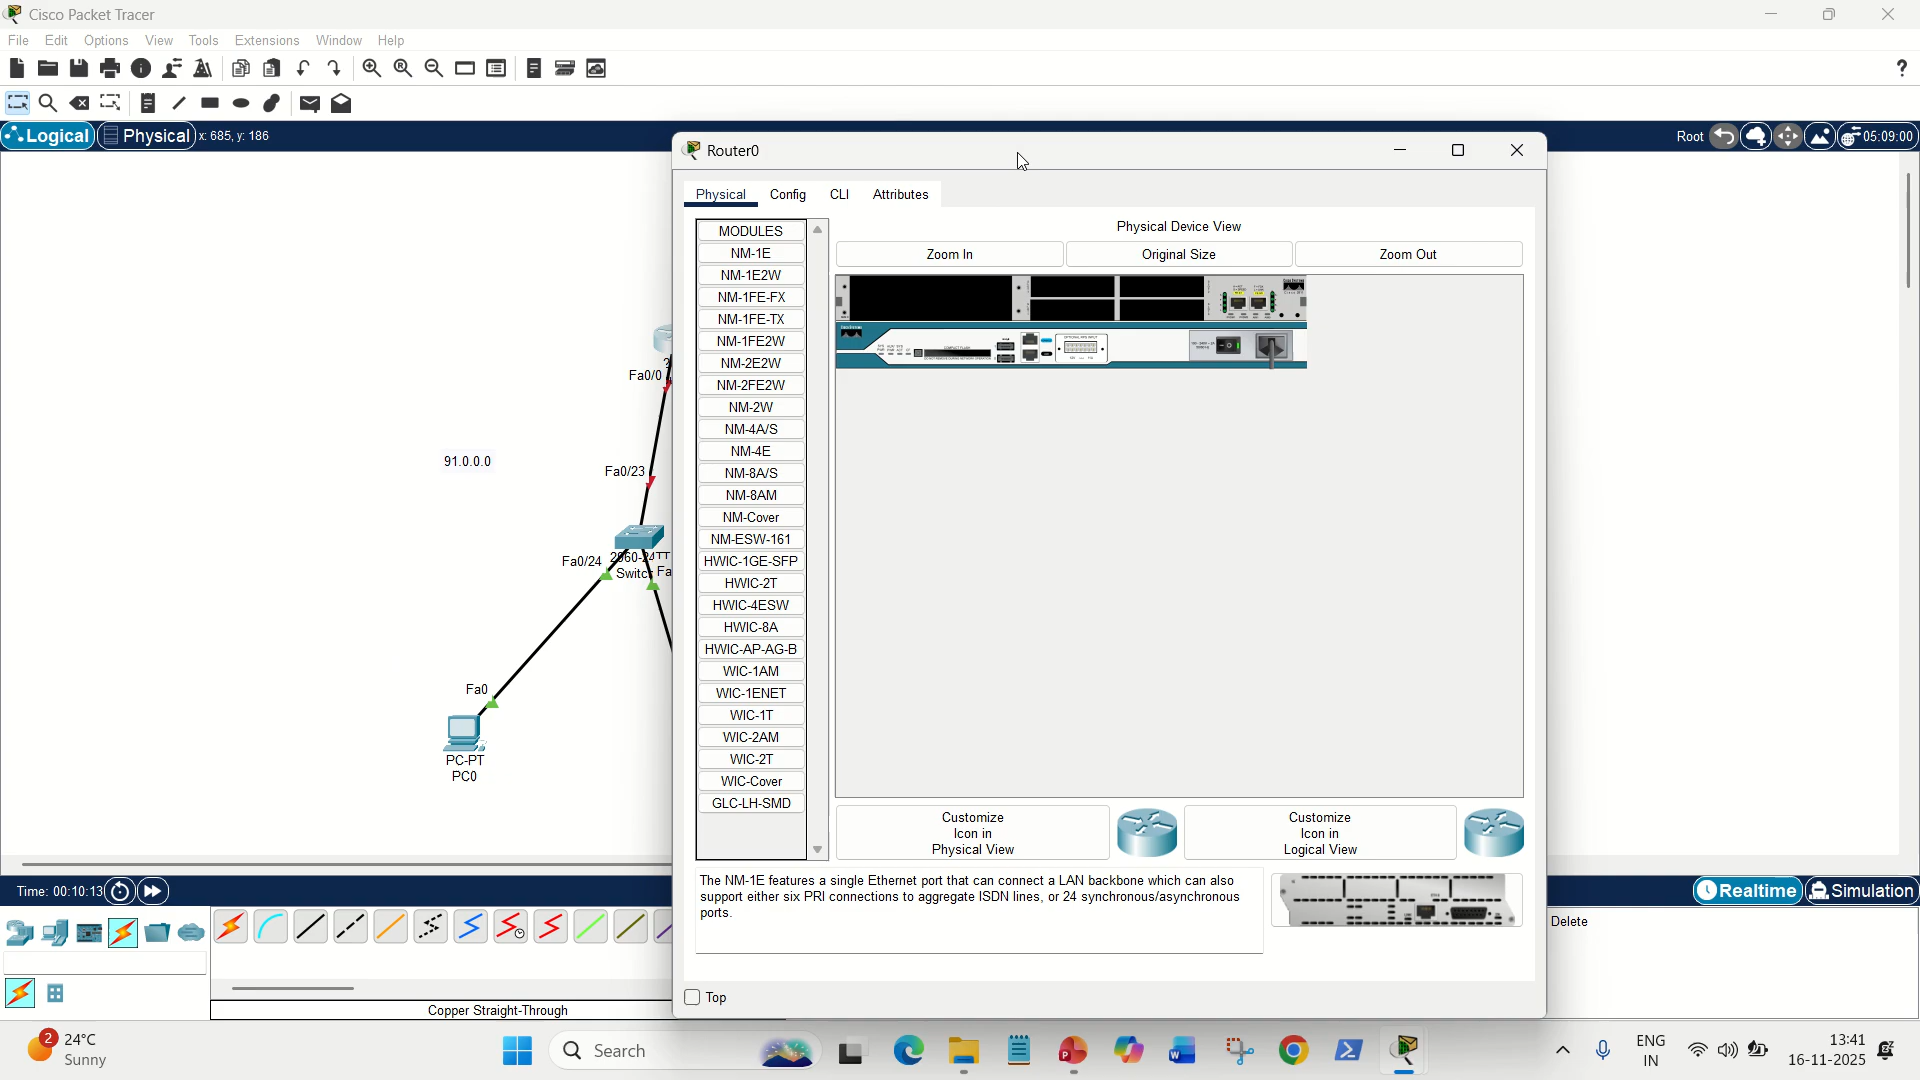 Cisco Packet Tracer
File Edit Options View Tools Extensions Window Help
Logical Physical x: 685, y: 186
Root 05:09:00
Router0
Physical Config CLI Attributes
MODULES
NM-1E
NM-1E2W
NM-1FE-FX
NM-1FE-TX
NM-1FE2W
NM-2E2W
NM-2FE2W
NM-2W
NM-4A/S
NM-4E
NM-8A/S
NM-8AM
NM-Cover
NM-ESW-161
HWIC-1GE-SFP
HWIC-2T
HWIC-4ESW
HWIC-8A
HWIC-AP-AG-B
WIC-1AM
WIC-1ENET
WIC-1T
WIC-2AM
WIC-2T
WIC-Cover
GLC-LH-SMD
Physical Device View
Zoom In Original Size Zoom Out
Customize
Icon in
Physical View
Customize
Icon in
Logical View
The NM-1E features a single Ethernet port that can connect a LAN backbone which can also
support either six PRI connections to aggregate ISDN lines, or 24 synchronous/asynchronous
ports.
Top
Fa0/0
91.0.0.0
Fa0/23
Fa0/24 2960-24TT
Switc Fa
Fa0
PC-PT
PC0
Time: 00:10:13
Realtime Simulation
Delete
Copper Straight-Through
2
24°C
Sunny
Search
ENG
IN
13:41
16-11-2025